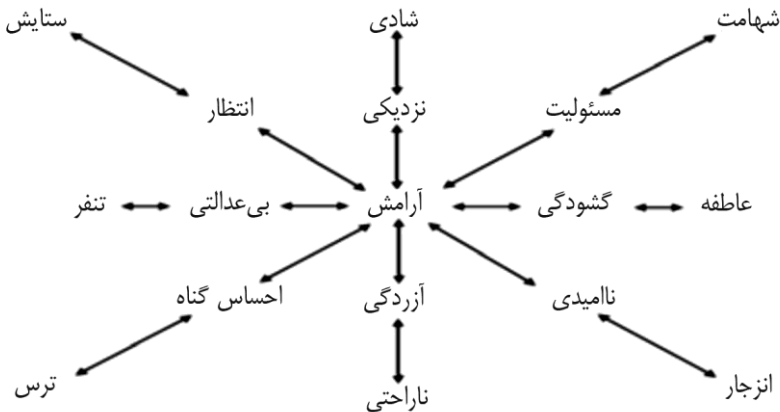 شهامت شادی ستایش
مسئولیت نزدیکی انتظار
عاطفه گشودگی آرامش بی‌عدالتی تنفر
ناامیدی آزردگی احساس گناه
انزجار ناراحتی ترس